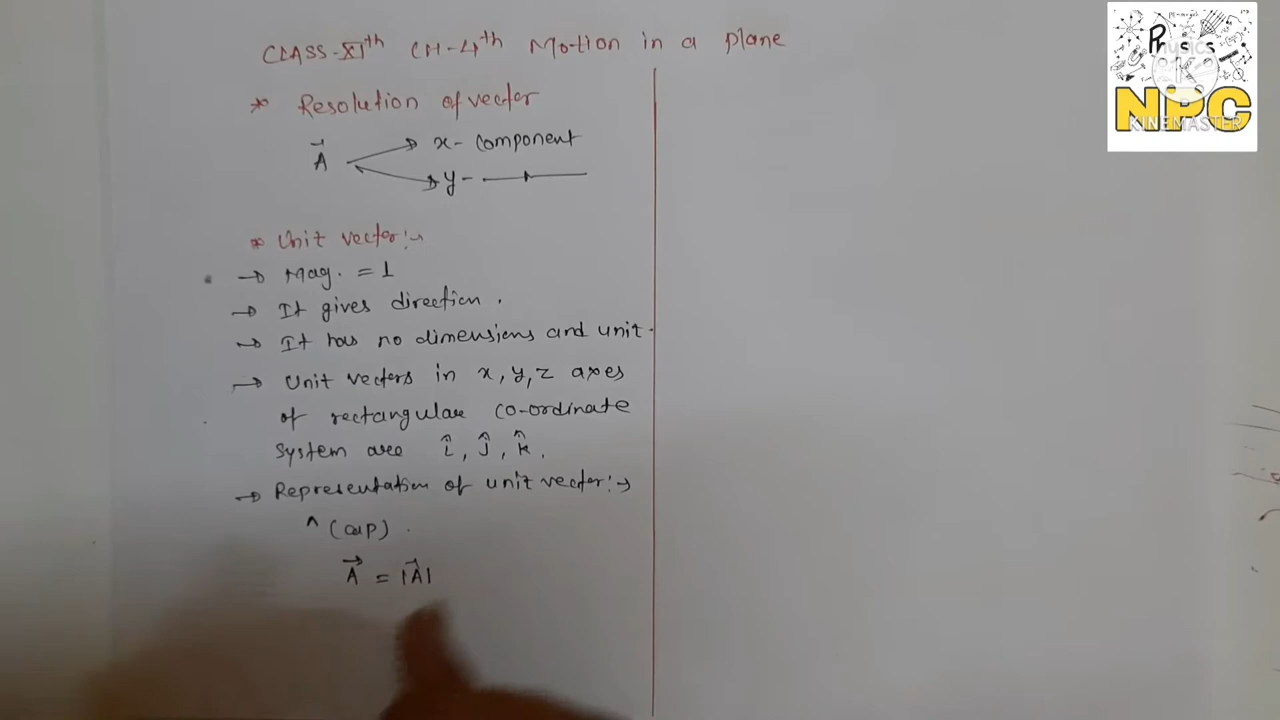 CLASS-XIth CH-4th Motion in a plane
* Resolution of vector
A⃗ → x- component
→ y- ——〃——
* Unit vector:→
→ Mag. = 1
→ It gives direction.
→ It has no dimensions and unit.
→ Unit vectors in x, y, z axes
of rectangular co-ordinate
system are î, ĵ, k̂.
→ Representation of unit vector:→
^ (cap).
A⃗ = |A⃗|
Physics
K
NPC
KINEMASTER